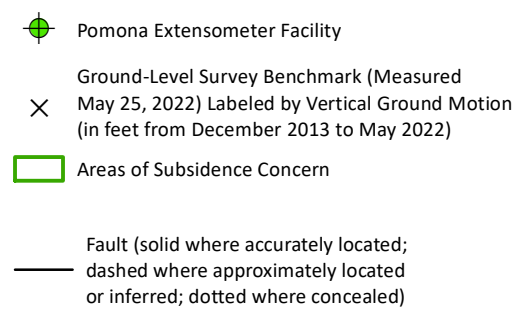 Pomona Extensometer Facility
Ground-Level Survey Benchmark (Measured
May 25, 2022) Labeled by Vertical Ground Motion
(in feet from December 2013 to May 2022)
Areas of Subsidence Concern
Fault (solid where accurately located;
dashed where approximately located
or inferred; dotted where concealed)